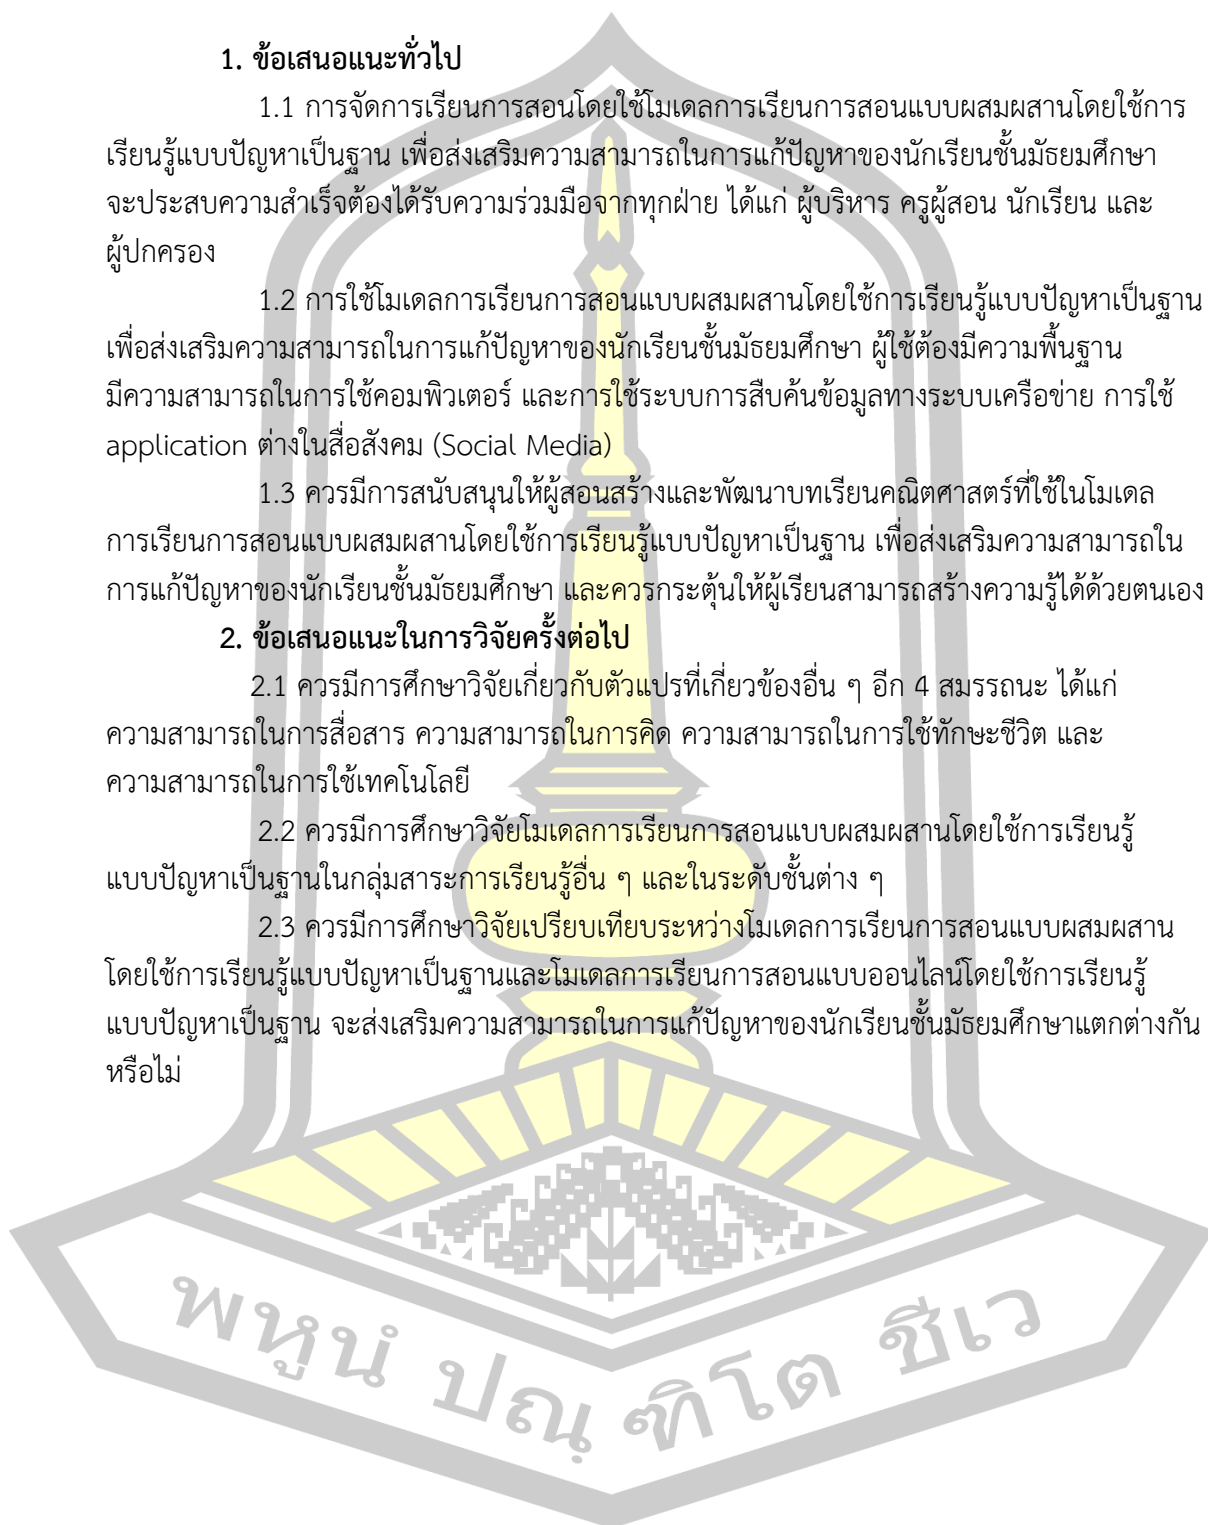 1. ข้อเสนอแนะทั่วไป
1.1 การจัดการเรียนการสอนโดยใช้โมเดลการเรียนการสอนแบบผสมผสานโดยใช้การ
เรียนรู้แบบปัญหาเป็นฐาน เพื่อส่งเสริมความสามารถในการแก้ปัญหาของนักเรียนชั้นมัธยมศึกษา
จะประสบความสำเร็จต้องได้รับความร่วมมือจากทุกฝ่าย ได้แก่ ผู้บริหาร ครูผู้สอน นักเรียน และ
ผู้ปกครอง
1.2 การใช้โมเดลการเรียนการสอนแบบผสมผสานโดยใช้การเรียนรู้แบบปัญหาเป็นฐาน
เพื่อส่งเสริมความสามารถในการแก้ปัญหาของนักเรียนชั้นมัธยมศึกษา ผู้ใช้ต้องมีความพื้นฐาน
มีความสามารถในการใช้คอมพิวเตอร์ และการใช้ระบบการสืบค้นข้อมูลทางระบบเครือข่าย การใช้
application ต่างในสื่อสังคม (Social Media)
1.3 ควรมีการสนับสนุนให้ผู้สอนสร้างและพัฒนาบทเรียนคณิตศาสตร์ที่ใช้ในโมเดล
การเรียนการสอนแบบผสมผสานโดยใช้การเรียนรู้แบบปัญหาเป็นฐาน เพื่อส่งเสริมความสามารถใน
การแก้ปัญหาของนักเรียนชั้นมัธยมศึกษา และควรกระตุ้นให้ผู้เรียนสามารถสร้างความรู้ได้ด้วยตนเอง
2. ข้อเสนอแนะในการวิจัยครั้งต่อไป
2.1 ควรมีการศึกษาวิจัยเกี่ยวกับตัวแปรที่เกี่ยวข้องอื่น ๆ อีก 4 สมรรถนะ ได้แก่
ความสามารถในการสื่อสาร ความสามารถในการคิด ความสามารถในการใช้ทักษะชีวิต และ
ความสามารถในการใช้เทคโนโลยี
2.2 ควรมีการศึกษาวิจัยโมเดลการเรียนการสอนแบบผสมผสานโดยใช้การเรียนรู้
แบบปัญหาเป็นฐานในกลุ่มสาระการเรียนรู้อื่น ๆ และในระดับชั้นต่าง ๆ
2.3 ควรมีการศึกษาวิจัยเปรียบเทียบระหว่างโมเดลการเรียนการสอนแบบผสมผสาน
โดยใช้การเรียนรู้แบบปัญหาเป็นฐานและโมเดลการเรียนการสอนแบบออนไลน์โดยใช้การเรียนรู้
แบบปัญหาเป็นฐาน จะส่งเสริมความสามารถในการแก้ปัญหาของนักเรียนชั้นมัธยมศึกษาแตกต่างกัน
หรือไม่
พหูนํ ปณฺฑิโต ชีเว